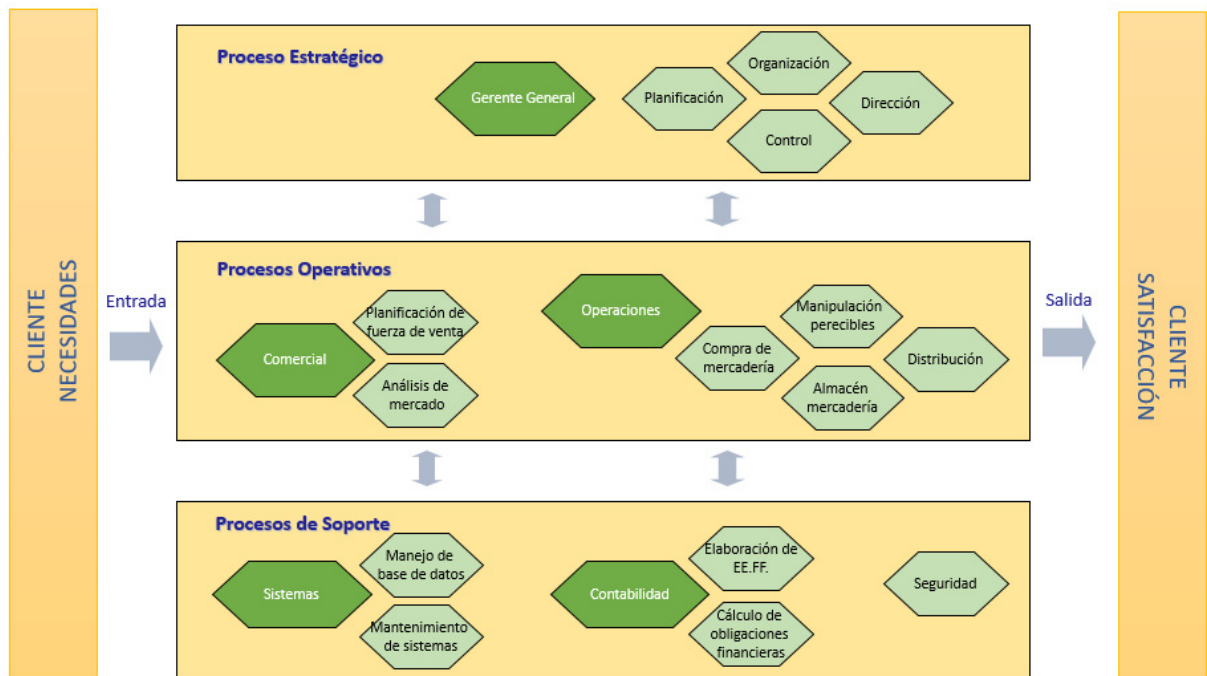 CLIENTE
NECESIDADES
Entrada
Proceso Estratégico
Gerente General
Planificación
Organización
Control
Dirección
Procesos Operativos
Comercial
Planificación de
fuerza de venta
Análisis de
mercado
Operaciones
Compra de
mercadería
Manipulación
perecibles
Almacén
mercadería
Distribución
Procesos de Soporte
Sistemas
Manejo de
base de datos
Mantenimiento
de sistemas
Contabilidad
Elaboración de
EE.FF.
Cálculo de
obligaciones
financieras
Seguridad
Salida
CLIENTE
SATISFACCIÓN